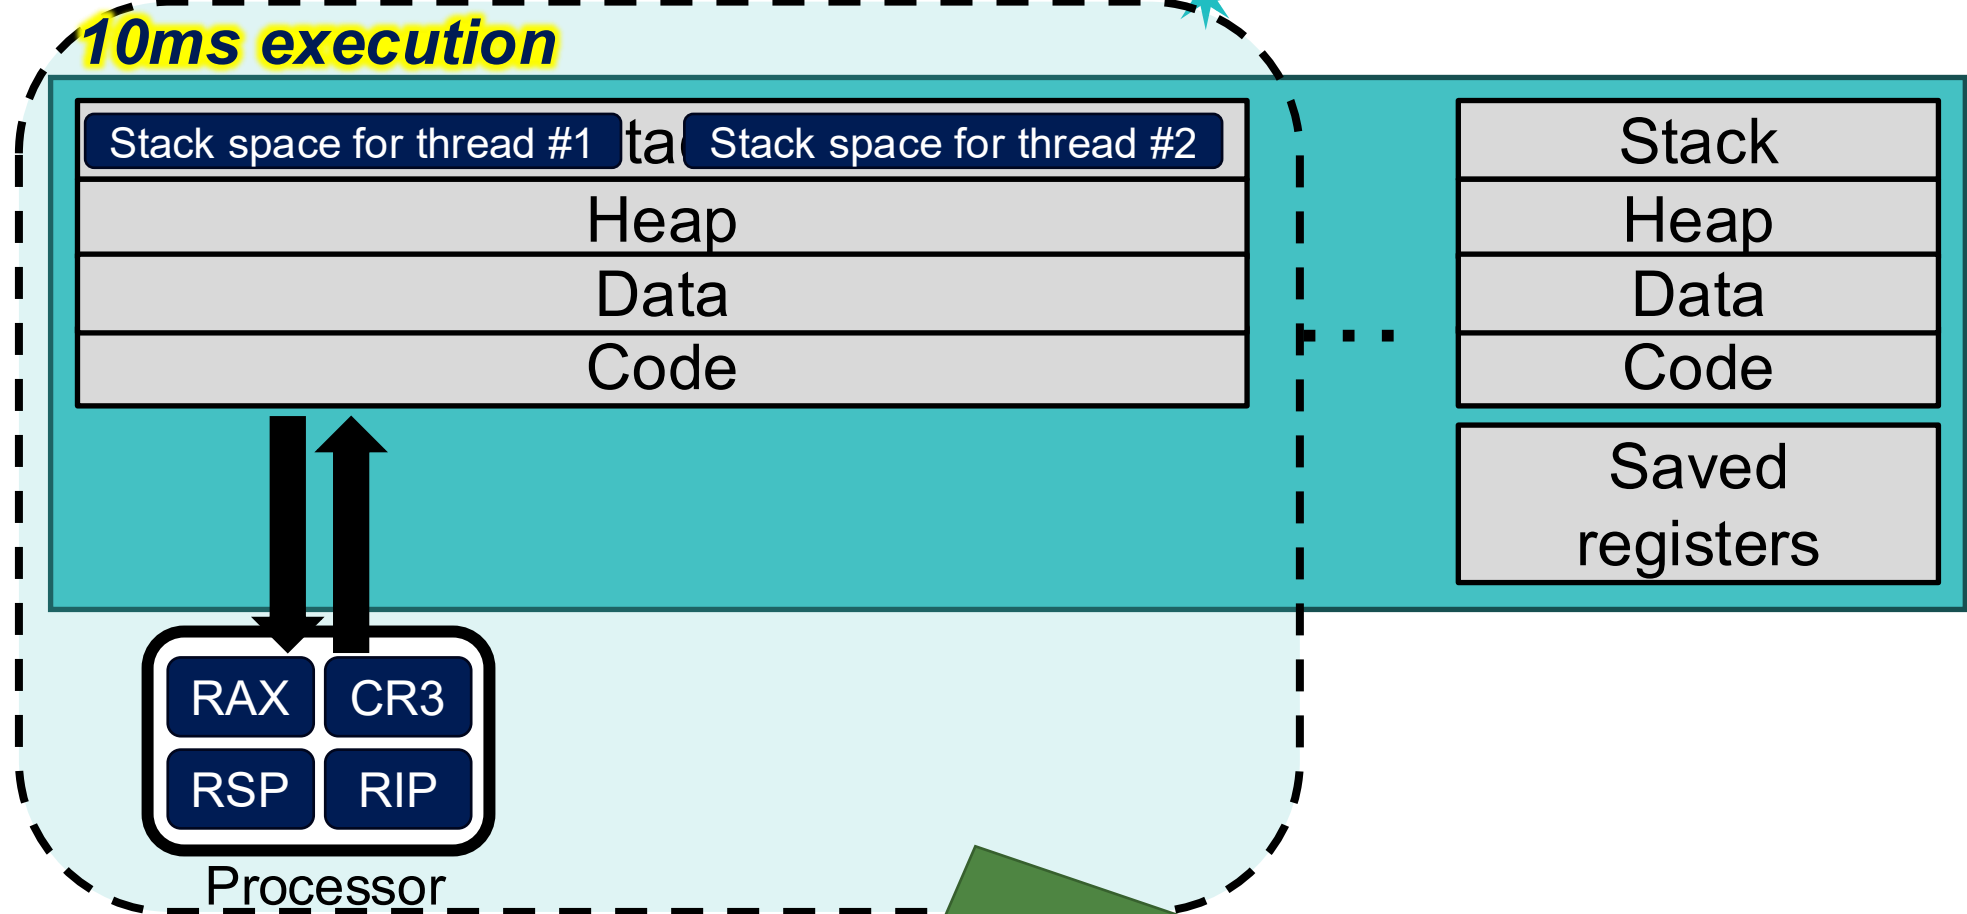 10ms execution
Stack space for thread #1 ta Stack space for thread #2
Heap
Data
Code
...
Stack
Heap
Data
Code
Saved
registers
RAX CR3
RSP RIP
Processor